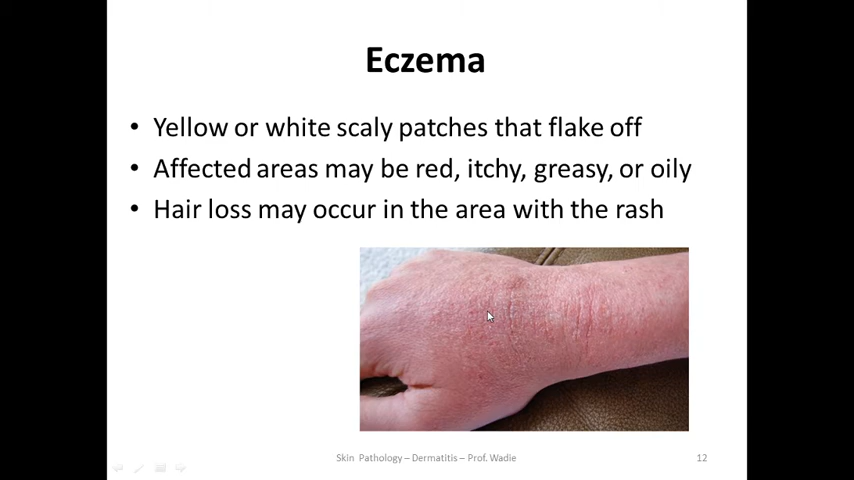 Eczema
• Yellow or white scaly patches that flake off
• Affected areas may be red, itchy, greasy, or oily
• Hair loss may occur in the area with the rash
Skin Pathology – Dermatitis – Prof. Wadie
12